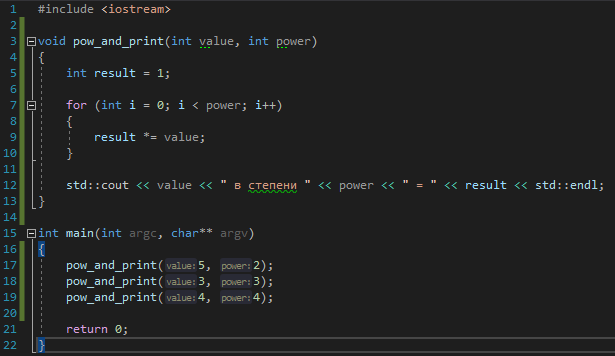 1 #include <iostream>
2
3 void pow_and_print(int value, int power)
4 {
5 int result = 1;
6
7 for (int i = 0; i < power; i++)
8 {
9 result *= value;
10 }
11
12 std::cout << value << " в степени " << power << " = " << result << std::endl;
13 }
14
15 int main(int argc, char** argv)
16 {
17 pow_and_print(value: 5, power: 2);
18 pow_and_print(value: 3, power: 3);
19 pow_and_print(value: 4, power: 4);
20
21 return 0;
22 }